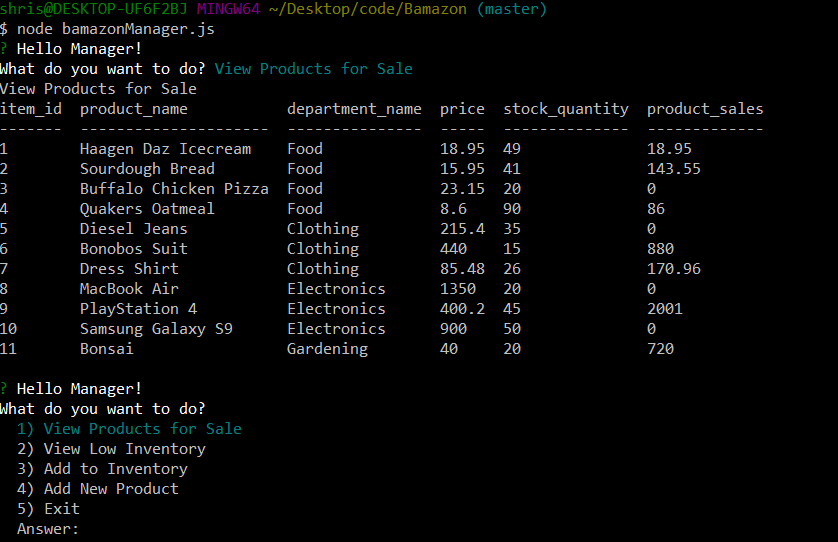 shris@DESKTOP-UF6F2BJ MINGW64 ~/Desktop/code/Bamazon (master)
$ node bamazonManager.js
? Hello Manager!
What do you want to do? View Products for Sale
View Products for Sale
item_id  product_name           department_name  price  stock_quantity  product_sales
-------  ---------------------  ---------------  -----  --------------  -------------
1        Haagen Daz Icecream    Food             18.95  49              18.95
2        Sourdough Bread        Food             15.95  41              143.55
3        Buffalo Chicken Pizza  Food             23.15  20              0
4        Quakers Oatmeal        Food             8.6    90              86
5        Diesel Jeans           Clothing         215.4  35              0
6        Bonobos Suit           Clothing         440    15              880
7        Dress Shirt            Clothing         85.48  26              170.96
8        MacBook Air            Electronics      1350   20              0
9        PlayStation 4          Electronics      400.2  45              2001
10       Samsung Galaxy S9      Electronics      900    50              0
11       Bonsai                 Gardening        40     20              720
? Hello Manager!
What do you want to do?
  1) View Products for Sale
  2) View Low Inventory
  3) Add to Inventory
  4) Add New Product
  5) Exit
  Answer: